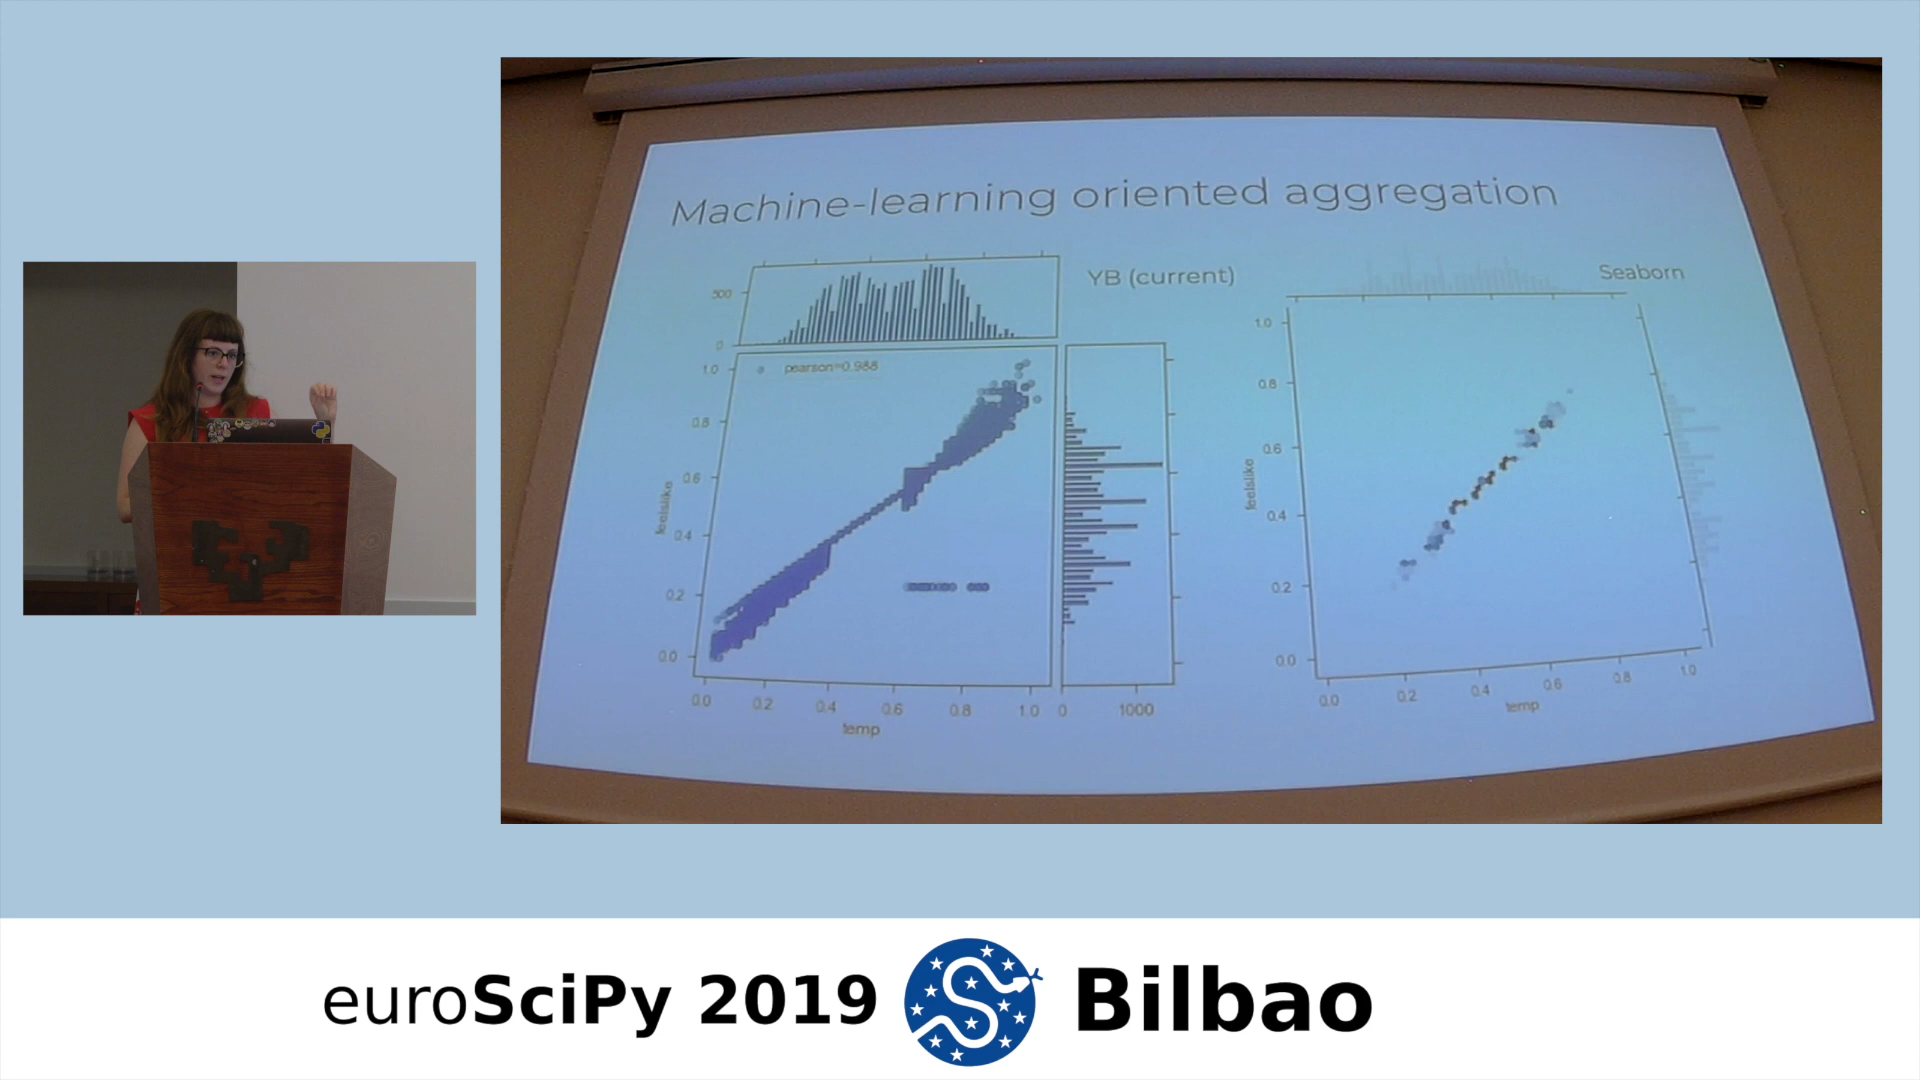 Machine-learning oriented aggregation
YB (current)
Seaborn
500
0
pearson=0.988
1.0
0.8
0.6
0.4
0.2
0.0
feelslike
0.0 0.2 0.4 0.6 0.8 1.0
temp
0 1000
1.0
0.8
0.6
0.4
0.2
0.0
feelslike
0.0 0.2 0.4 0.6 0.8 1.0
temp
euroSciPy 2019 Bilbao